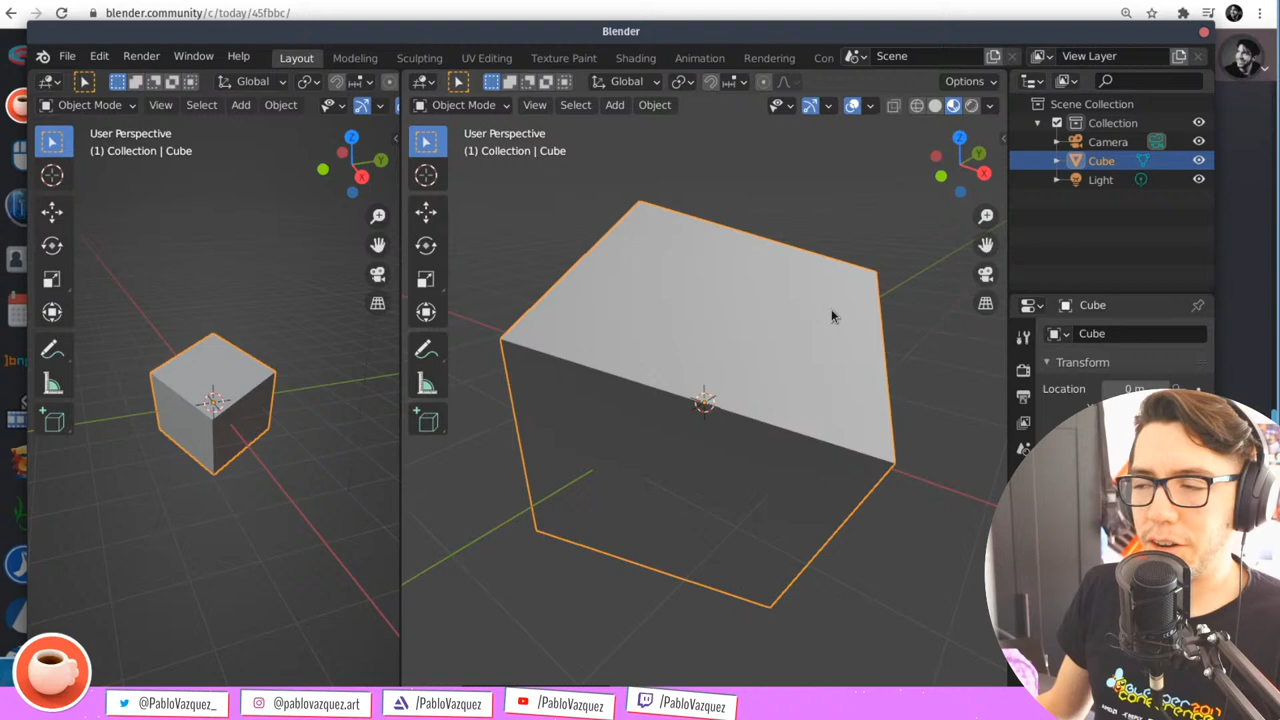 blender.community/c/today/45fbbc/
Blender
File Edit Render Window Help Layout Modeling Sculpting UV Editing Texture Paint Shading Animation Rendering Con Scene View Layer
Global Global Options
Object Mode View Select Add Object Object Mode View Select Add Object
Scene Collection
Collection
Camera
Cube
Light
User Perspective
(1) Collection | Cube
User Perspective
(1) Collection | Cube
Z
Y
X
Z
Y
X
Cube
Cube
Transform
Location 0 m
@PabloVazquez_ @pablovazquez.art /PabloVazquez /PabloVazquez /PabloVazquez